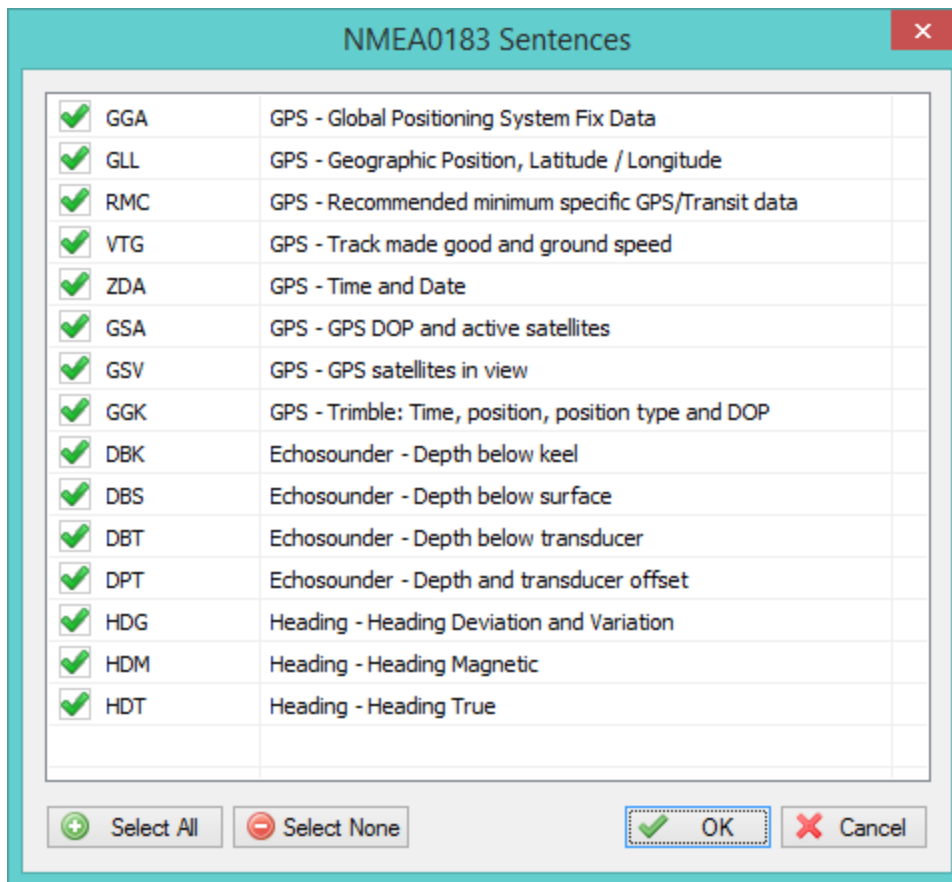 NMEA0183 Sentences
GGA GPS - Global Positioning System Fix Data
GLL GPS - Geographic Position, Latitude / Longitude
RMC GPS - Recommended minimum specific GPS/Transit data
VTG GPS - Track made good and ground speed
ZDA GPS - Time and Date
GSA GPS - GPS DOP and active satellites
GSV GPS - GPS satellites in view
GGK GPS - Trimble: Time, position, position type and DOP
DBK Echosounder - Depth below keel
DBS Echosounder - Depth below surface
DBT Echosounder - Depth below transducer
DPT Echosounder - Depth and transducer offset
HDG Heading - Heading Deviation and Variation
HDM Heading - Heading Magnetic
HDT Heading - Heading True
Select All Select None OK Cancel